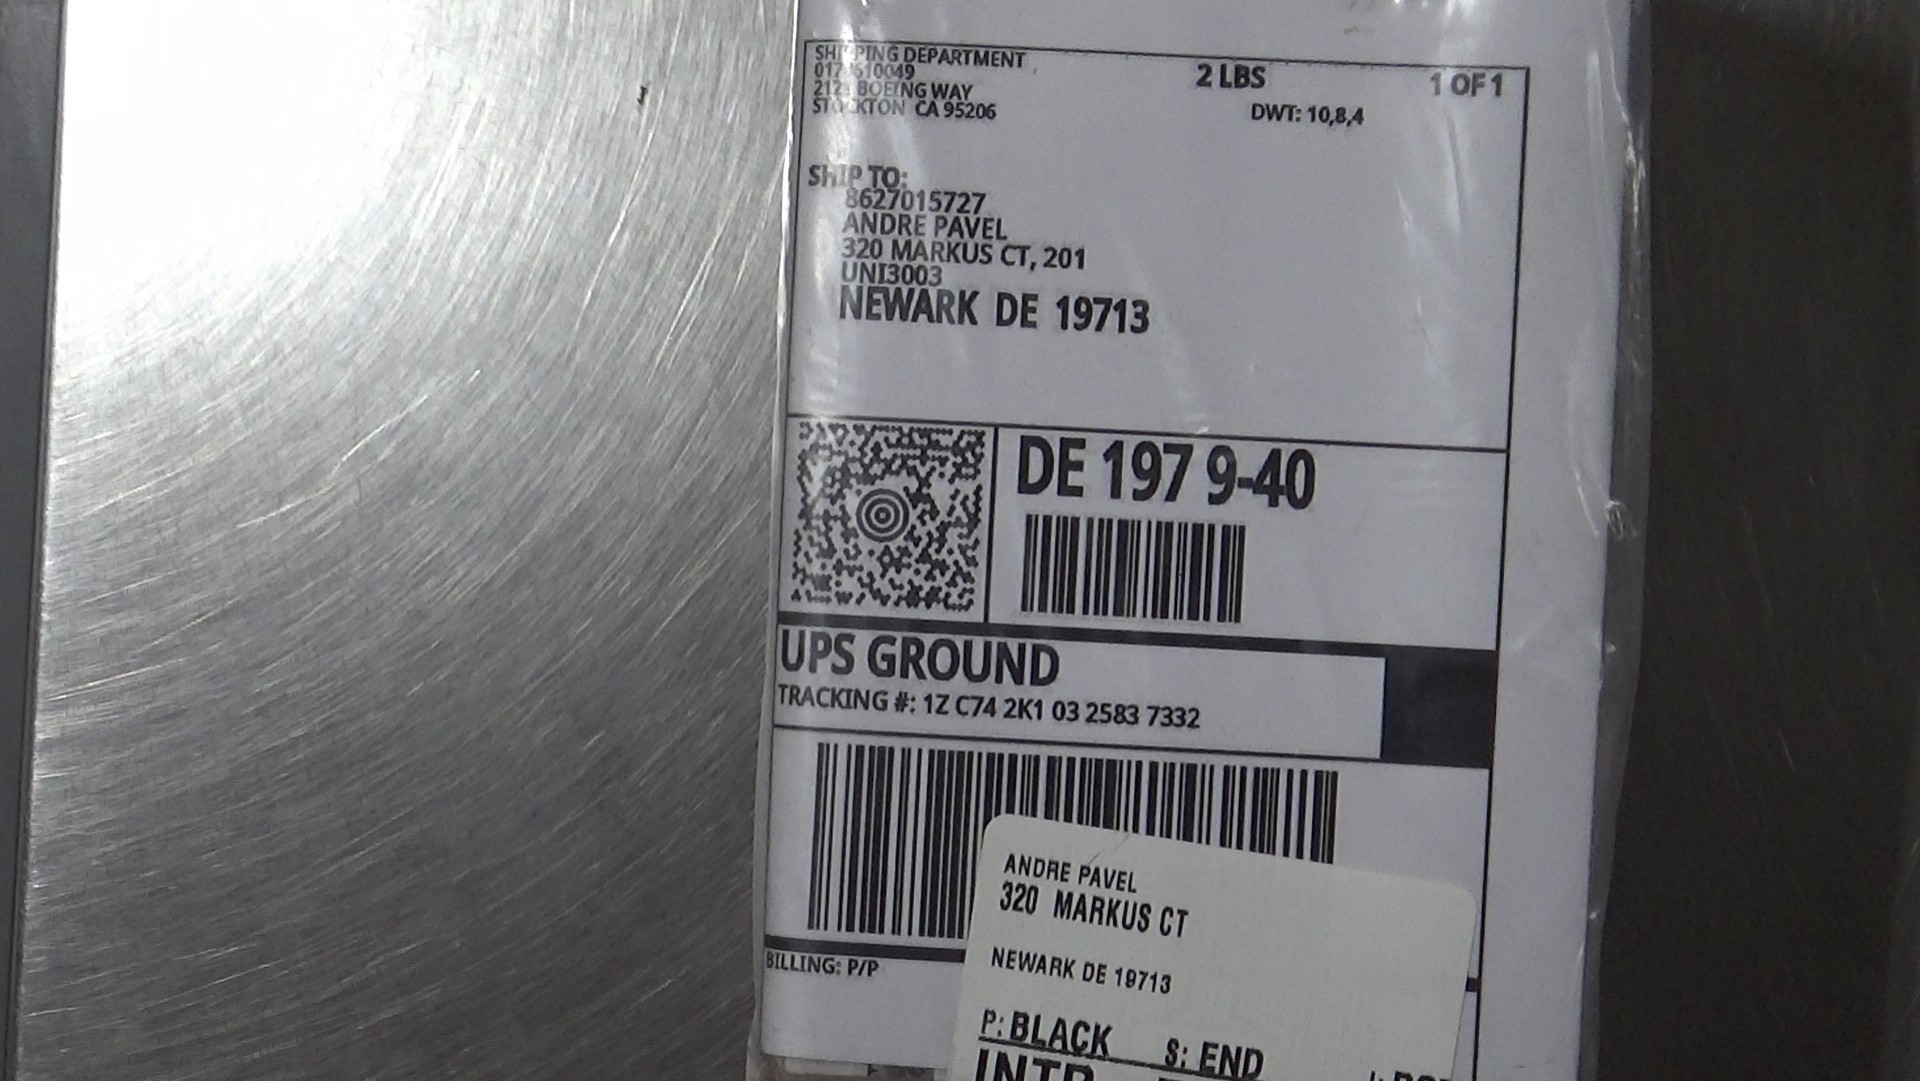 SHIPPING DEPARTMENT
10049
BOEING WAY
STOCKTON CA 95206
2 LBS
1 OF 1
DWT: 10,8,4
SHIP TO:
8627015727
ANDRE PAVEL
320 MARKUS CT, 201
UNI3003
NEWARK DE 19713
DE 197 9-40
UPS GROUND
TRACKING #: 1Z C74 2K1 03 2583 7332
BILLING: P/P
ANDRE PAVEL
320 MARKUS CT
NEWARK DE 19713
P: BLACK S: END